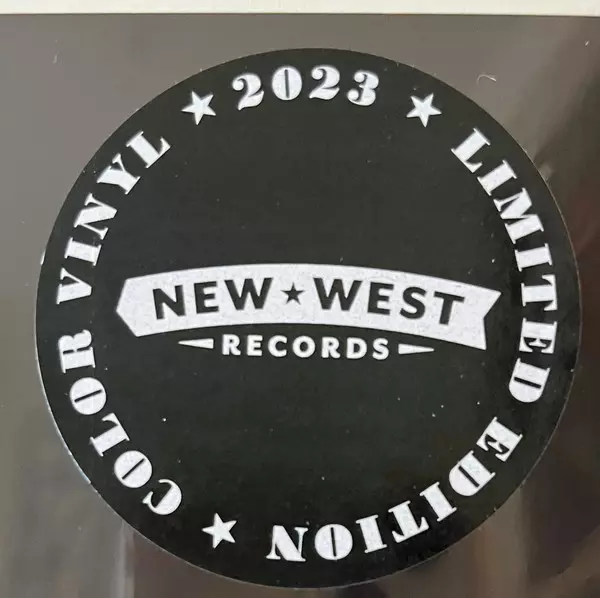 ★ 2023 ★ LIMITED EDITION ★ COLOR VINYL
NEW ★ WEST
RECORDS